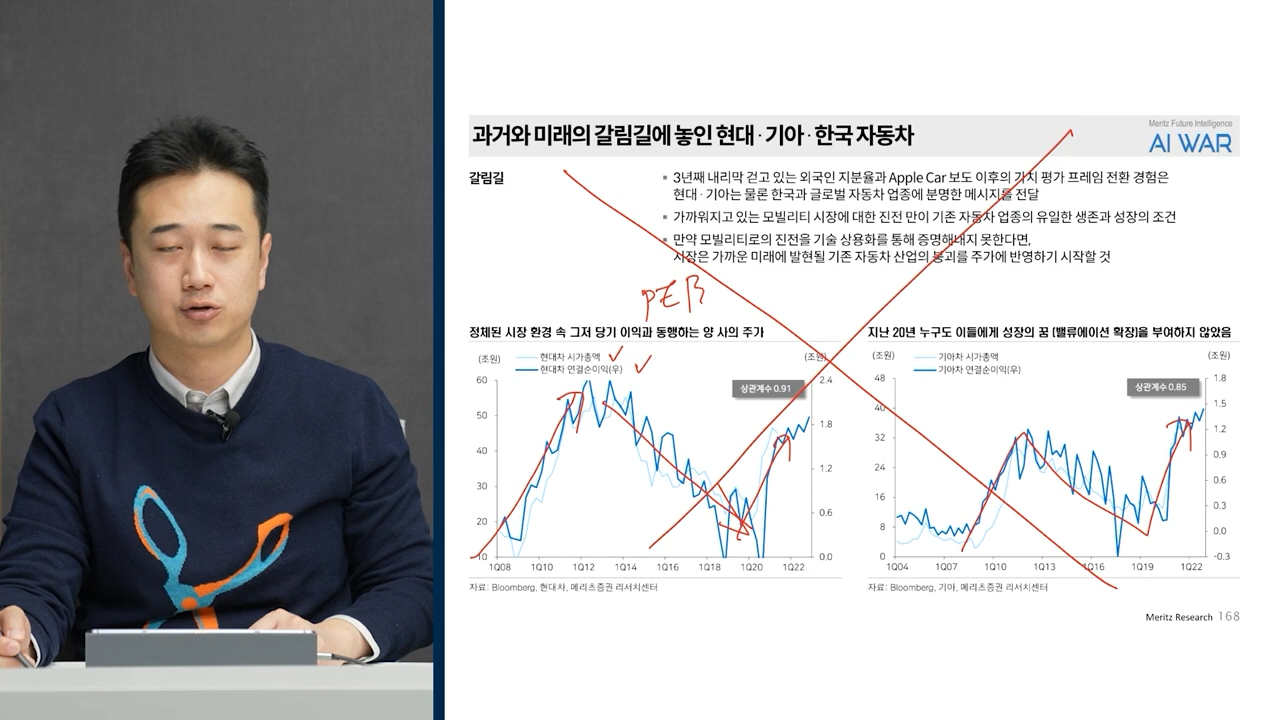 과거와 미래의 갈림길에 놓인 현대·기아·한국 자동차
Meritz Future Intelligence
AI WAR
갈림길
▪ 3년째 내리막 걷고 있는 외국인 지분율과 Apple Car 보도 이후의 가치 평가 프레임 전환 경험은
현대·기아는 물론 한국과 글로벌 자동차 업종에 분명한 메시지를 전달
▪ 가까워지고 있는 모빌리티 시장에 대한 진전 만이 기존 자동차 업종의 유일한 생존과 성장의 조건
▪ 만약 모빌리티로의 진전을 기술 상용화를 통해 증명해내지 못한다면,
시장은 가까운 미래에 발현될 기존 자동차 산업의 붕괴를 주가에 반영하기 시작할 것
PER
정체된 시장 환경 속 그저 당기 이익과 동행하는 양 사의 주가
(조원)
현대차 시가총액
현대차 연결순이익(우)
(조원)
상관계수 0.91
60
50
40
30
20
10
2.4
1.8
1.2
0.6
0.0
1Q08 1Q10 1Q12 1Q14 1Q16 1Q18 1Q20 1Q22
자료: Bloomberg, 현대차, 메리츠증권 리서치센터
지난 20년 누구도 이들에게 성장의 꿈 (밸류에이션 확장)을 부여하지 않았음
(조원)
기아차 시가총액
기아차 연결순이익(우)
(조원)
상관계수 0.85
48
40
32
24
16
8
0
1.8
1.5
1.2
0.9
0.6
0.3
0.0
-0.3
1Q04 1Q07 1Q10 1Q13 1Q16 1Q19 1Q22
자료: Bloomberg, 기아, 메리츠증권 리서치센터
Meritz Research 168